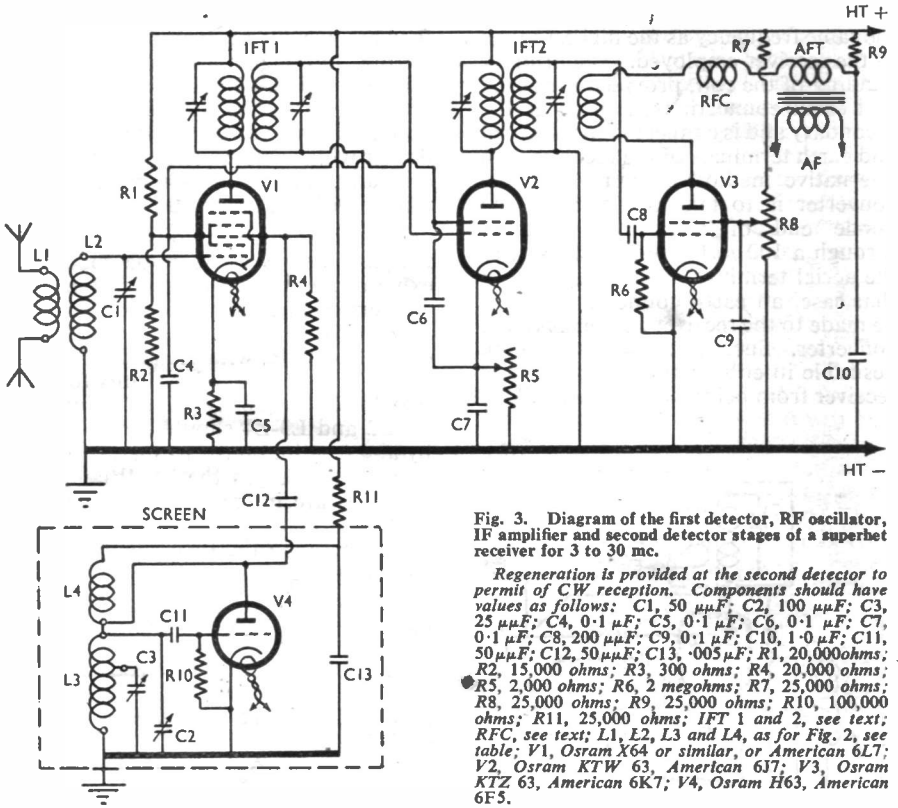 HT +
IFT 1
IFT2
R7
AFT
R9
RFC
AF
R1
V1
V2
V3
C8
R8
L1
L2
C1
R4
R6
C6
C9
R2
C4
R5
C10
R3
C5
C7
HT −
C12
R11
SCREEN
L4
V4
C11
C3
L3
R10
C13
C2
Fig. 3. Diagram of the first detector, RF oscillator,
IF amplifier and second detector stages of a superhet
receiver for 3 to 30 mc.
Regeneration is provided at the second detector to
permit of CW reception. Components should have
values as follows: C1, 50 μμF; C2, 100 μμF; C3,
25 μμF; C4, 0·1 μF; C5, 0·1 μF; C6, 0·1 μF; C7,
0·1 μF; C8, 200 μμF; C9, 0·1 μF; C10, 1·0 μF; C11,
50μμF; C12, 50μμF; C13, ·005 μF; R1, 20,000ohms;
R2, 15,000 ohms; R3, 300 ohms; R4, 20,000 ohms;
R5, 2,000 ohms; R6, 2 megohms; R7, 25,000 ohms;
R8, 25,000 ohms; R9, 25,000 ohms; R10, 100,000
ohms; R11, 25,000 ohms; IFT 1 and 2, see text;
RFC, see text; L1, L2, L3 and L4, as for Fig. 2, see
table; V1, Osram X64 or similar, or American 6L7;
V2, Osram KTW 63, American 6J7; V3, Osram
KTZ 63, American 6K7; V4, Osram H63, American
6F5.